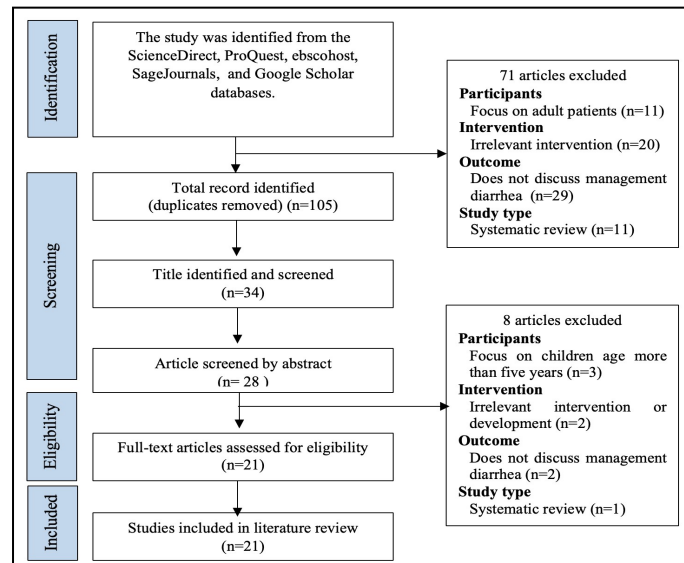 Identification
The study was identified from the
ScienceDirect, ProQuest, ebscohost,
SageJournals, and Google Scholar
databases.
71 articles excluded
Participants
Focus on adult patients (n=11)
Intervention
Irrelevant intervention (n=20)
Outcome
Does not discuss management
diarrhea (n=29)
Study type
Systematic review (n=11)
Screening
Total record identified
(duplicates removed) (n=105)
Title identified and screened
(n=34)
Article screened by abstract
(n= 28 )
8 articles excluded
Participants
Focus on children age more
than five years (n=3)
Intervention
Irrelevant intervention or
development (n=2)
Outcome
Does not discuss management
diarrhea (n=2)
Study type
Systematic review (n=1)
Eligibility
Full-text articles assessed for eligibility
(n=21)
Included
Studies included in literature review
(n=21)